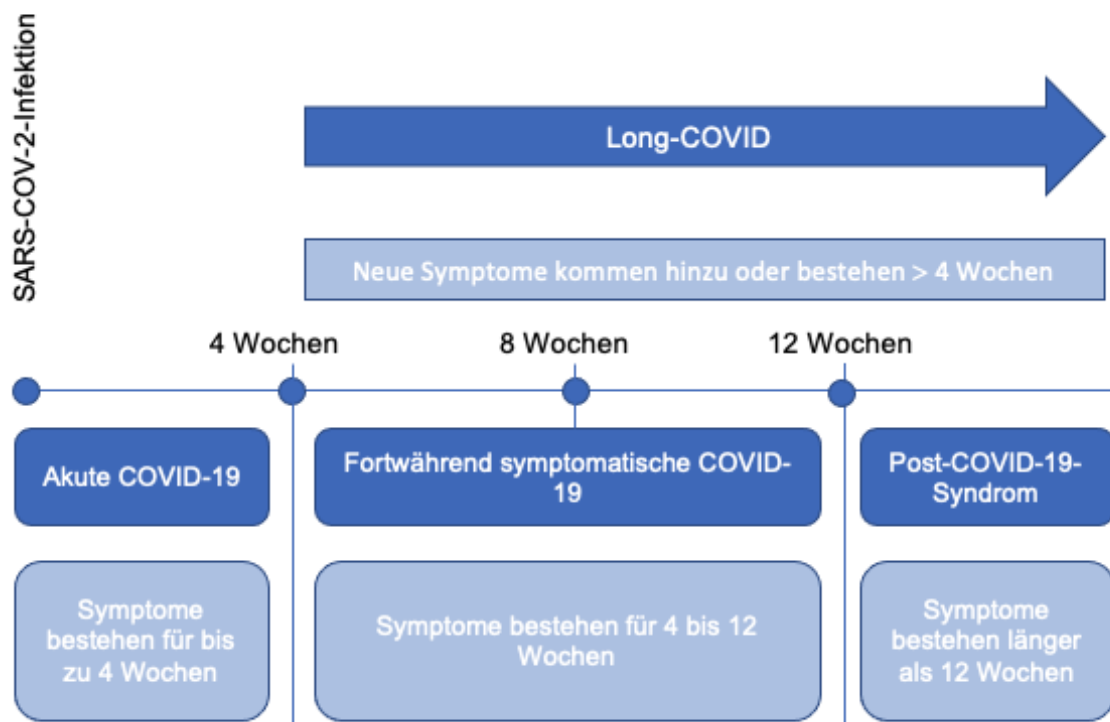 SARS-COV-2-Infektion
Long-COVID
Neue Symptome kommen hinzu oder bestehen > 4 Wochen
4 Wochen
8 Wochen
12 Wochen
Akute COVID-19
Fortwährend symptomatische COVID-
19
Post-COVID-19-
Syndrom
Symptome
bestehen für bis
zu 4 Wochen
Symptome bestehen für 4 bis 12
Wochen
Symptome
bestehen länger
als 12 Wochen